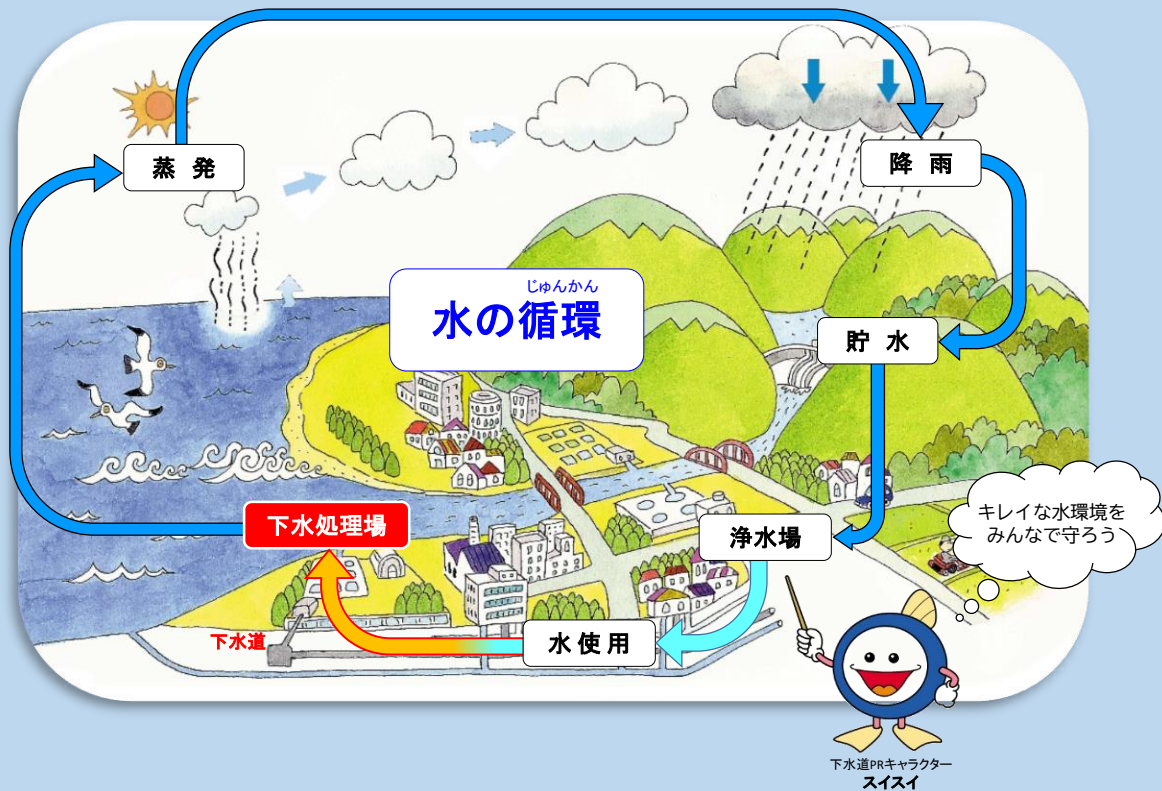 蒸発
降雨
じゅんかん
水の循環
貯水
キレイな水環境を
みんなで守ろう
下水処理場
浄水場
水使用
下水道
下水道PRキャラクター
スイスイ